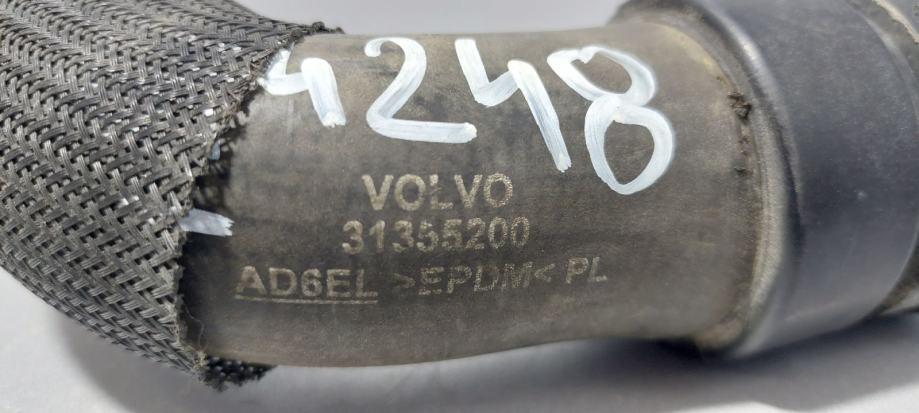 4248
VOLVO
31355200
AD6EL >EPDM< PL